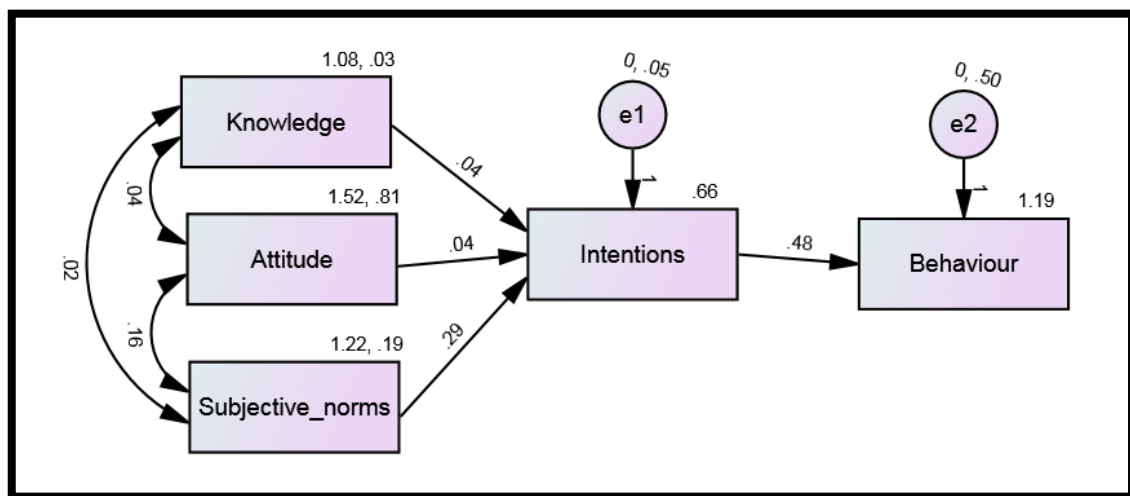 1.08, .03
Knowledge
0, .05
e1
0, .50
e2
.04
1
1
.04
1.52, .81
.66
1.19
Attitude
.04
Intentions
.48
Behaviour
.02
.16
1.22, .19
.29
Subjective_norms